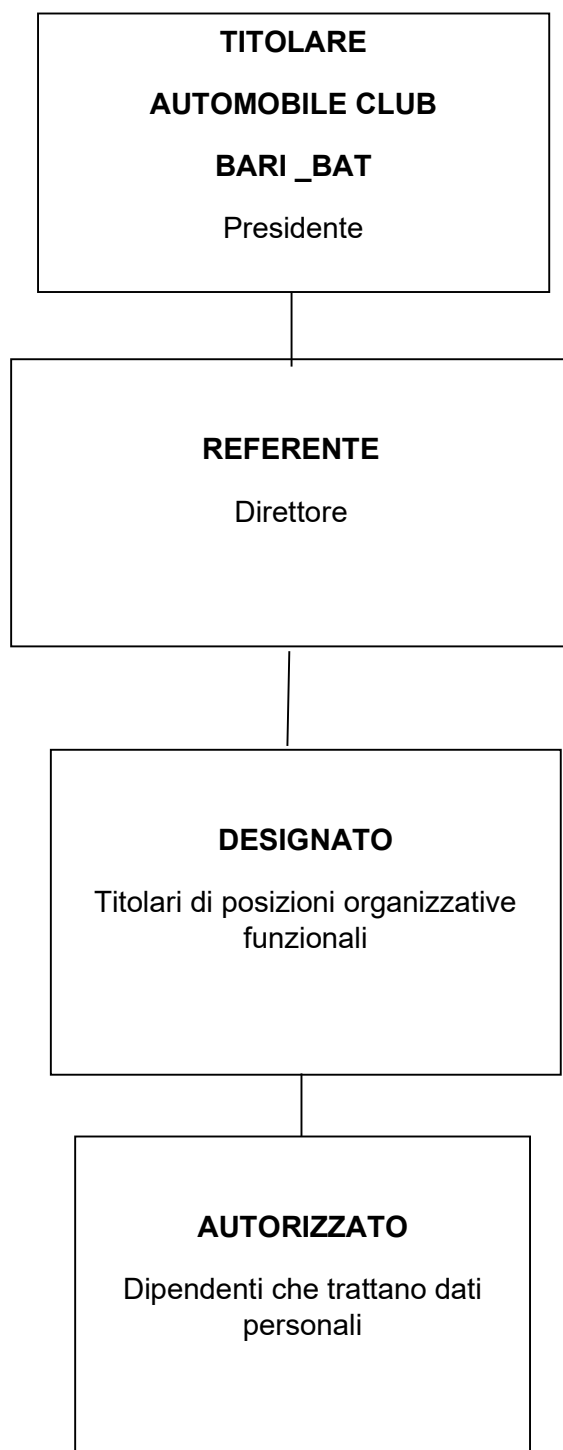 TITOLARE
AUTOMOBILE CLUB
BARI _BAT
Presidente
REFERENTE
Direttore
DESIGNATO
Titolari di posizioni organizzative
funzionali
AUTORIZZATO
Dipendenti che trattano dati
personali